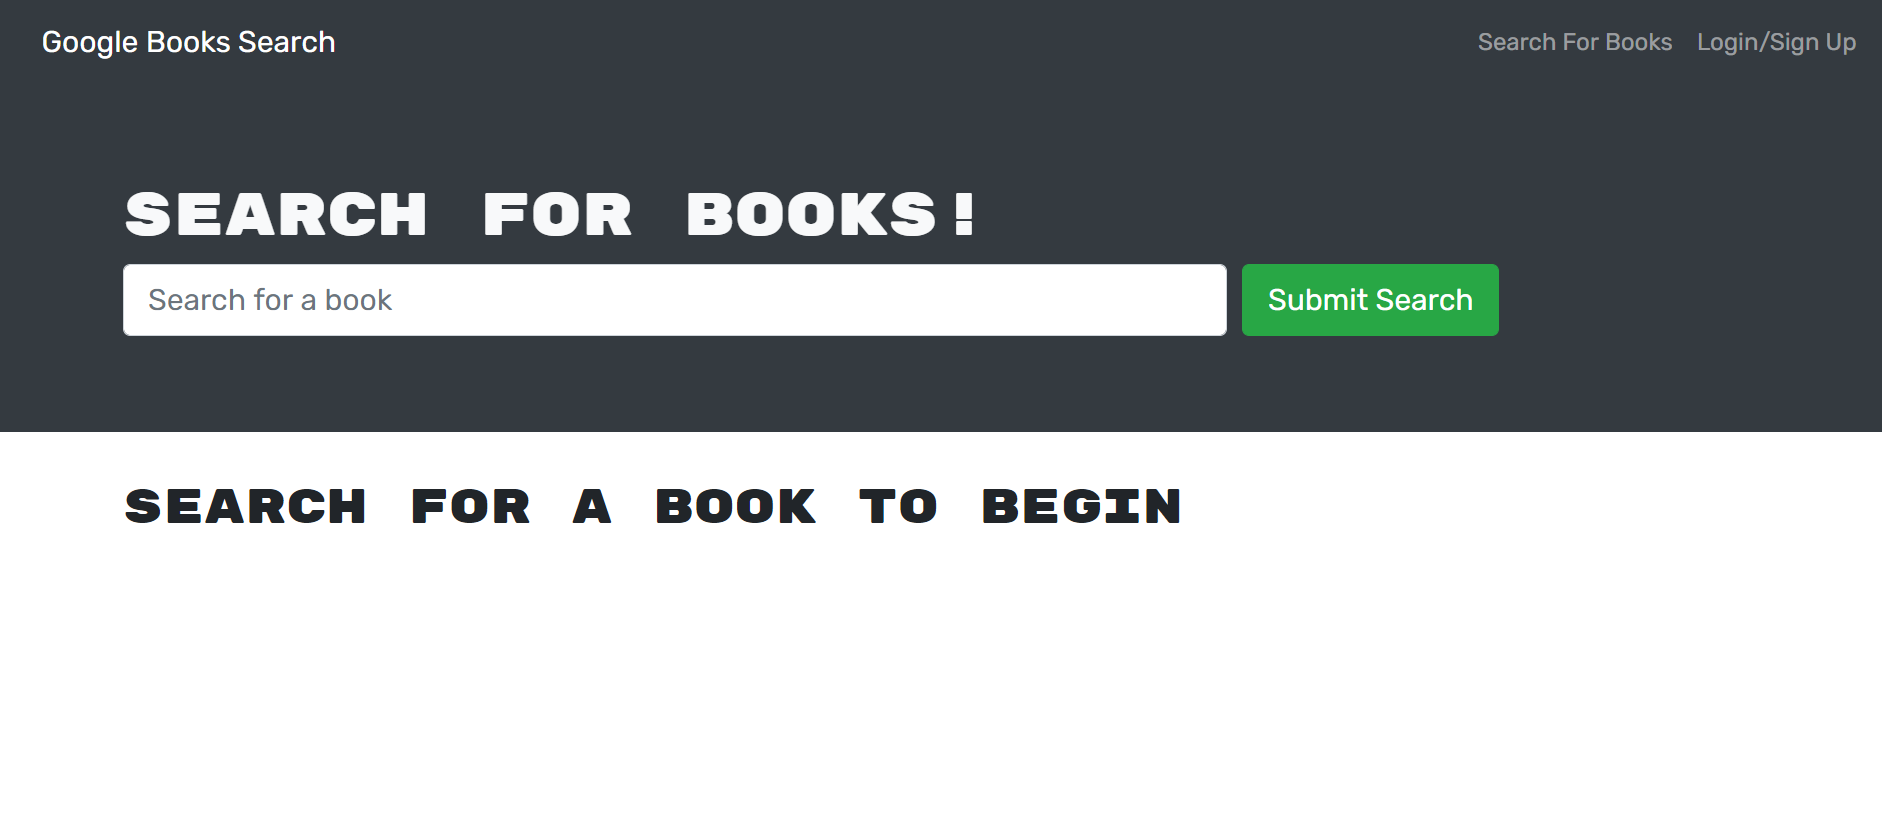 Google Books Search
Search For Books
Login/Sign Up
SEARCH FOR BOOKS!
Search for a book
Submit Search
SEARCH FOR A BOOK TO BEGIN